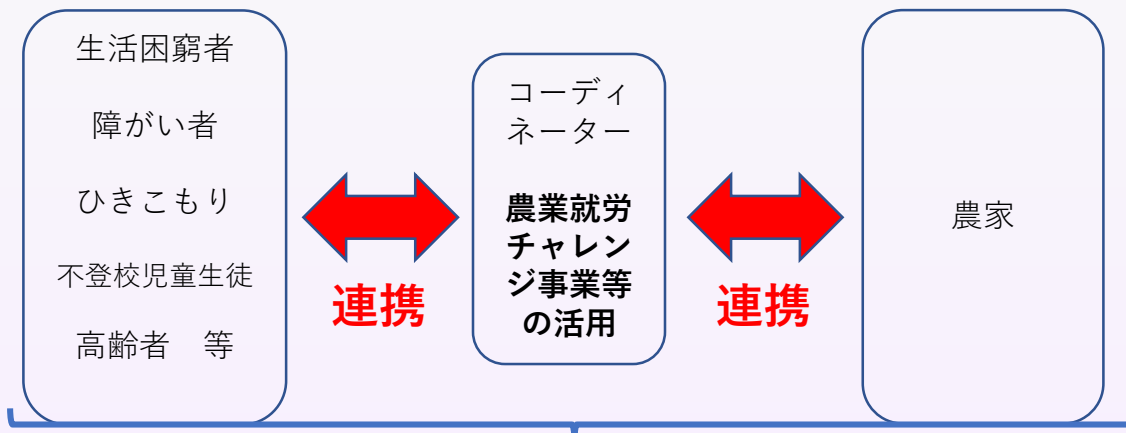 生活困窮者
障がい者
ひきこもり
不登校児童生徒
高齢者　等
連携
コーディ
ネーター
農業就労
チャレン
ジ事業等
の活用
連携
農家